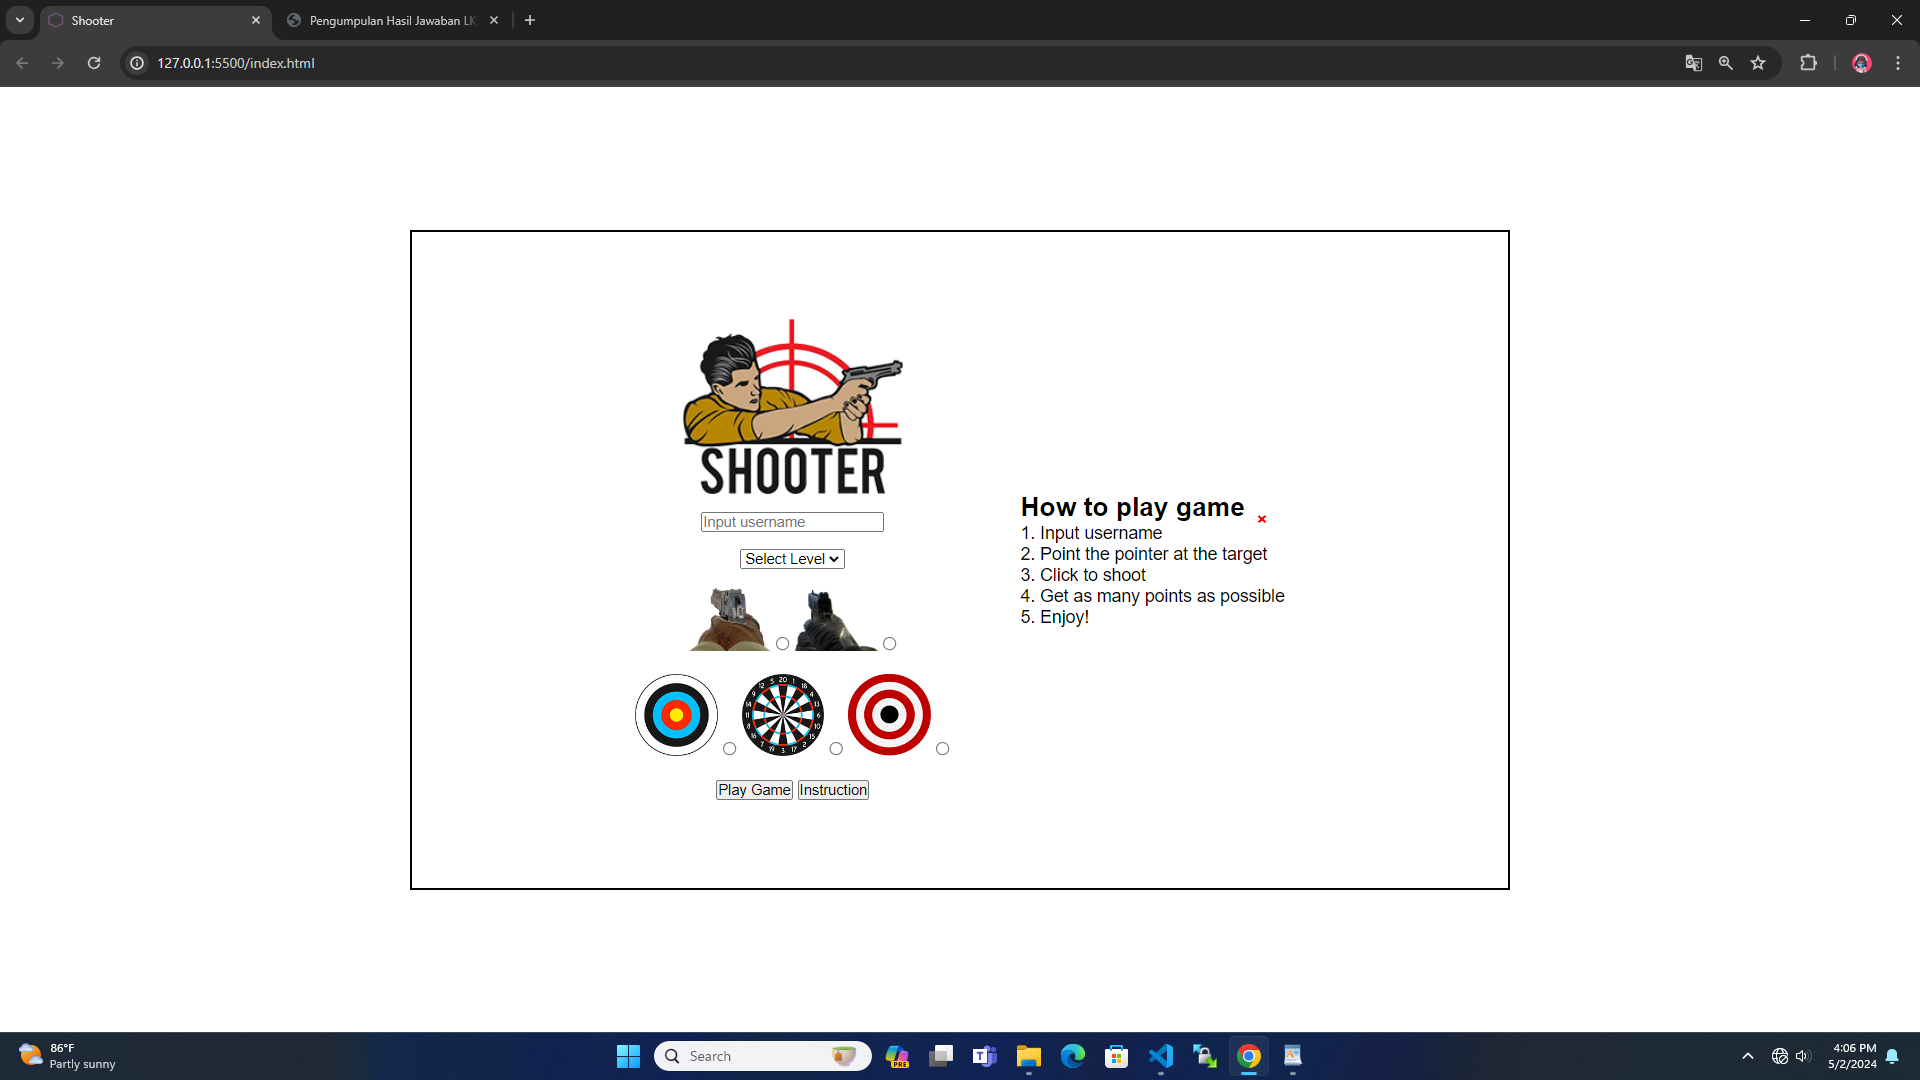 Shooter
Pengumpulan Hasil Jawaban LK
127.0.0.1:5500/index.html
SHOOTER
Input username
Select Level
Play Game
Instruction
How to play game
1. Input username
2. Point the pointer at the target
3. Click to shoot
4. Get as many points as possible
5. Enjoy!
86°F
Partly sunny
Search
PRE
4:06 PM
5/2/2024